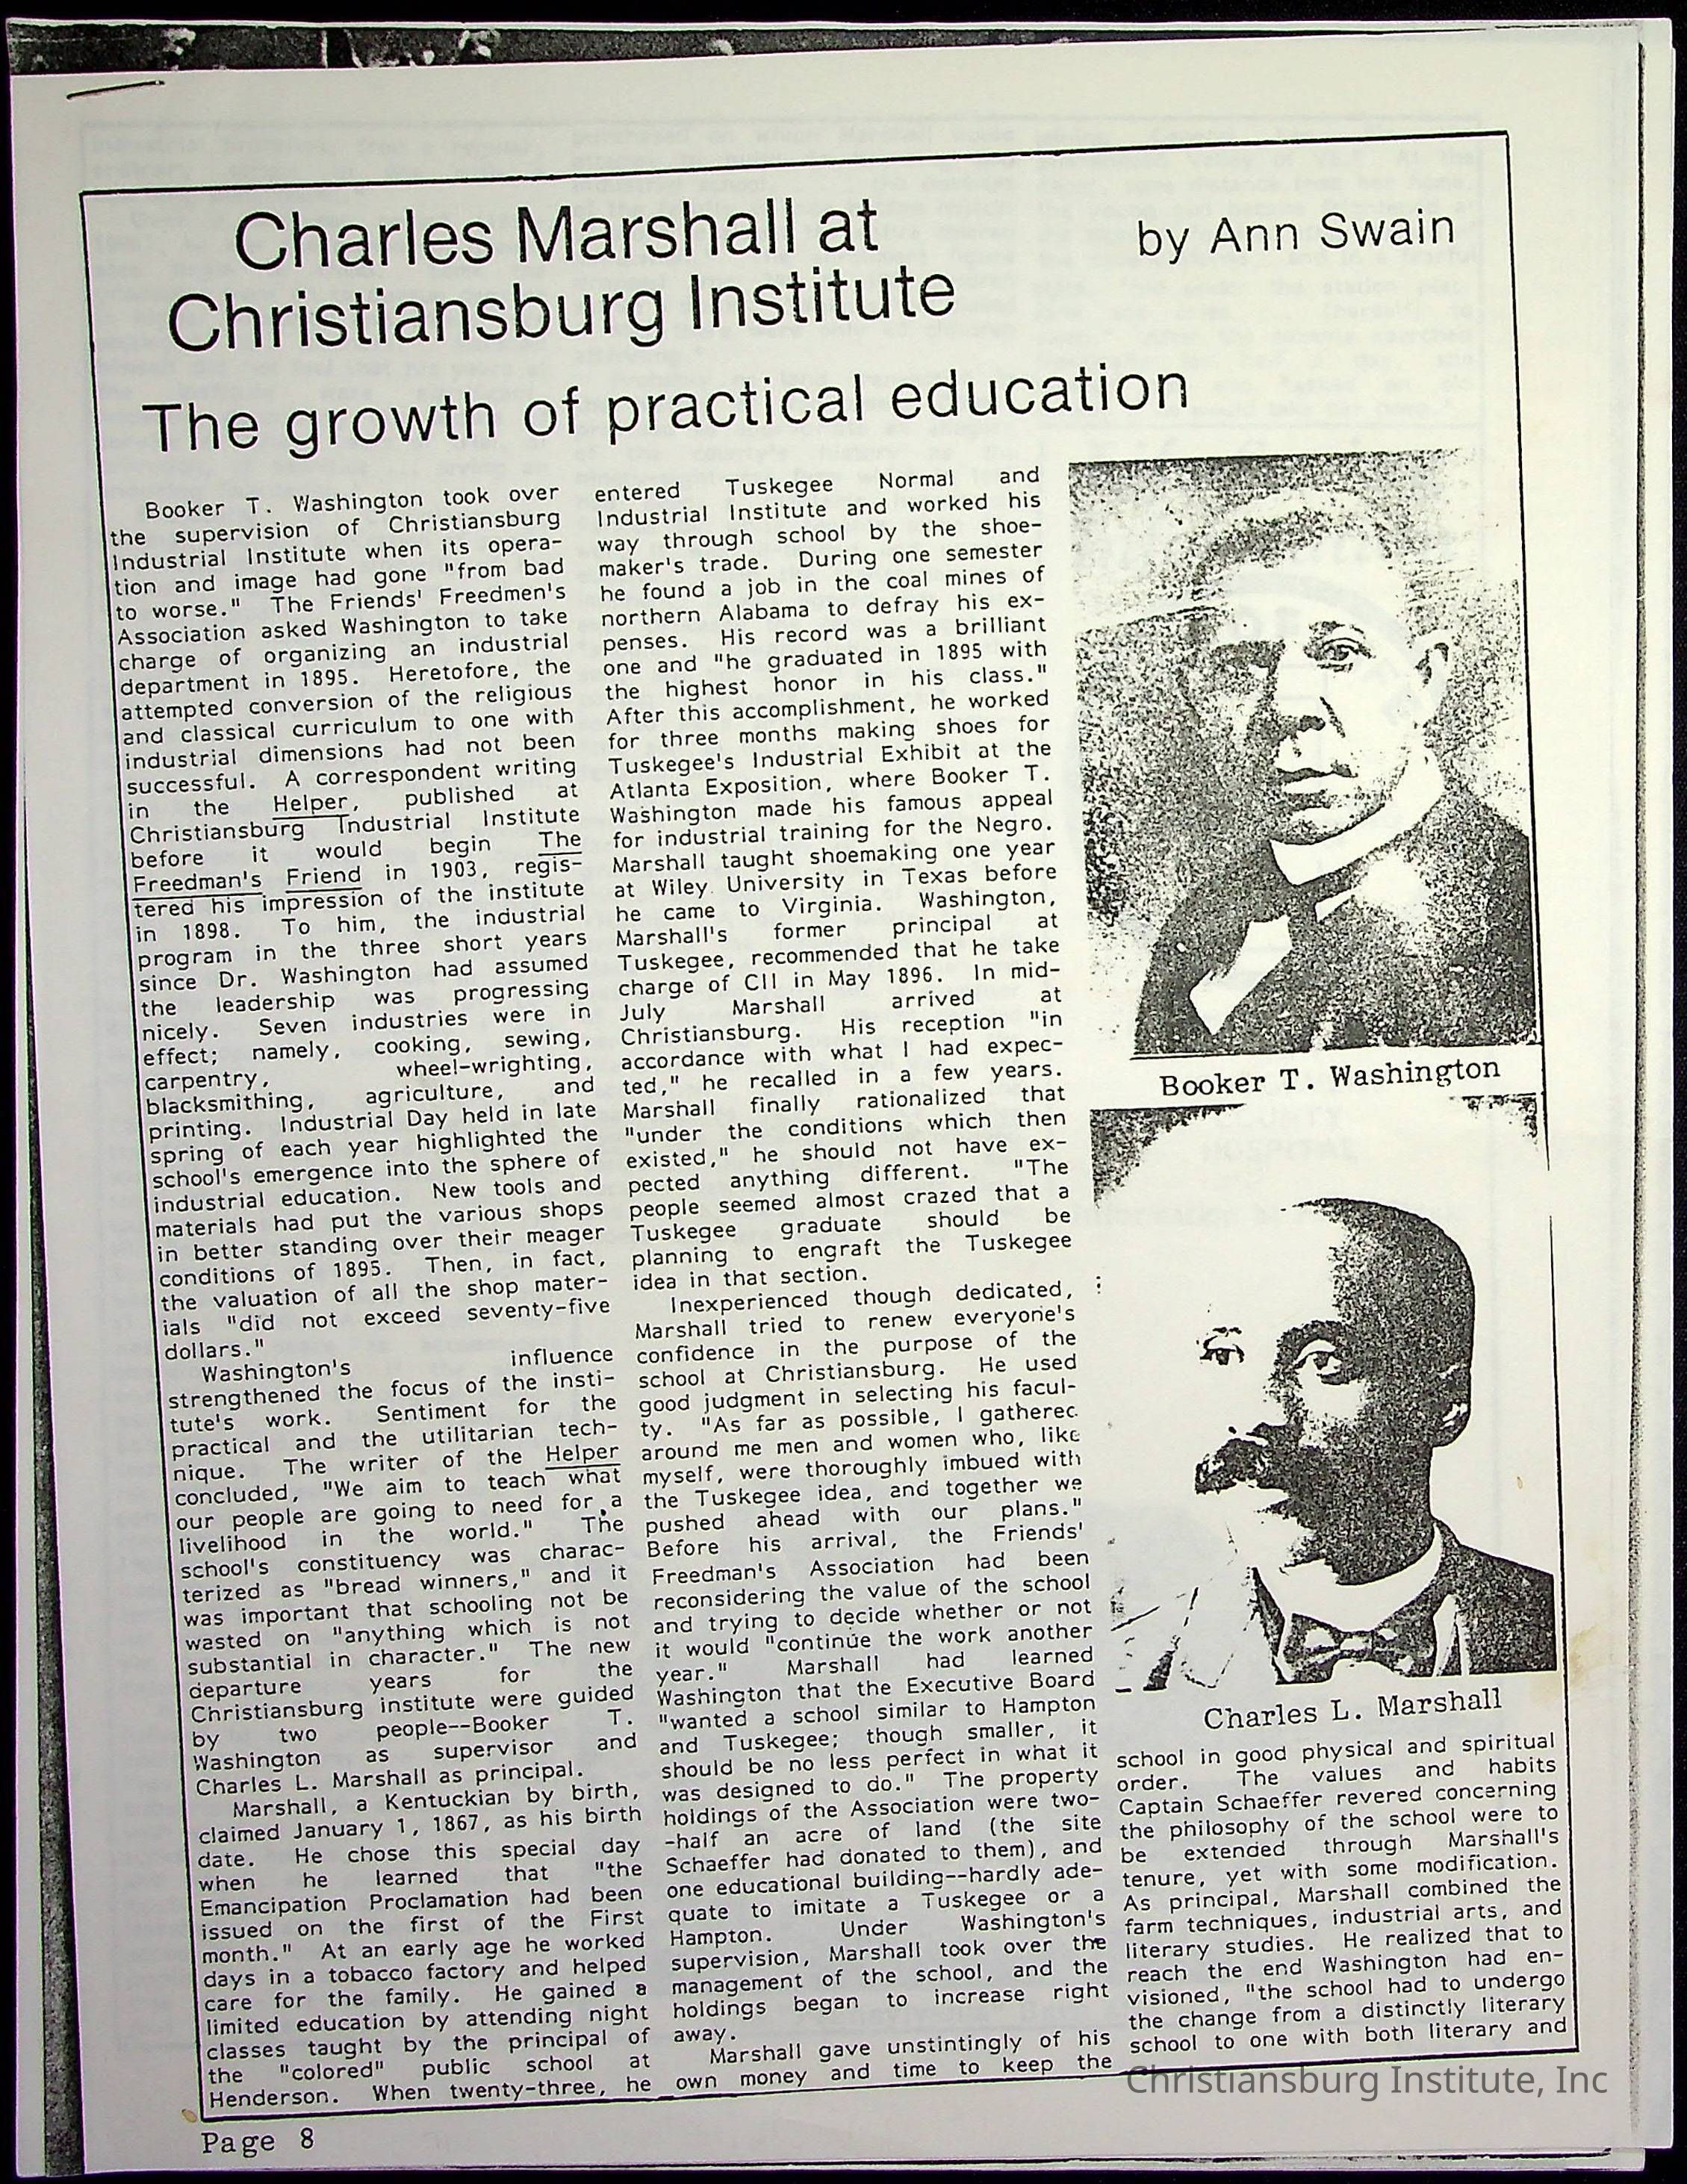 Charles Marshall at
Christiansburg Institute
by Ann Swain
The growth of practical education
Booker T. Washington took over
the supervision of Christiansburg
Industrial Institute when its opera-
tion and image had gone "from bad
to worse." The Friends' Freedmen's
Association asked Washington to take
charge of organizing an industrial
department in 1895. Heretofore, the
attempted conversion of the religious
and classical curriculum to one with
industrial dimensions had not been
successful. A correspondent writing
in the Helper, published at
Christiansburg Industrial Institute
before it would begin The
Freedman's Friend in 1903, regis-
tered his impression of the institute
in 1898. To him, the industrial
program in the three short years
since Dr. Washington had assumed
the leadership was progressing
nicely. Seven industries were in
effect; namely, cooking, sewing,
carpentry, wheel-wrighting,
blacksmithing, agriculture, and
printing. Industrial Day held in late
spring of each year highlighted the
school's emergence into the sphere of
industrial education. New tools and
materials had put the various shops
in better standing over their meager
conditions of 1895. Then, in fact,
the valuation of all the shop mater-
ials "did not exceed seventy-five
dollars."
Washington's influence
strengthened the focus of the insti-
tute's work. Sentiment for the
practical and the utilitarian tech-
nique. The writer of the Helper
concluded, "We aim to teach what
our people are going to need for a
livelihood in the world." The
school's constituency was charac-
terized as "bread winners," and it
was important that schooling not be
wasted on "anything which is not
substantial in character." The new
departure years for the
Christiansburg institute were guided
by two people--Booker T.
Washington as supervisor and
Charles L. Marshall as principal.
Marshall, a Kentuckian by birth,
claimed January 1, 1867, as his birth
date. He chose this special day
when he learned that "the
Emancipation Proclamation had been
issued on the first of the First
month." At an early age he worked
days in a tobacco factory and helped
care for the family. He gained a
limited education by attending night
classes taught by the principal of
the "colored" public school at
Henderson. When twenty-three, he
entered Tuskegee Normal and
Industrial Institute and worked his
way through school by the shoe-
maker's trade. During one semester
he found a job in the coal mines of
northern Alabama to defray his ex-
penses. His record was a brilliant
one and "he graduated in 1895 with
the highest honor in his class."
After this accomplishment, he worked
for three months making shoes for
Tuskegee's Industrial Exhibit at the
Atlanta Exposition, where Booker T.
Washington made his famous appeal
for industrial training for the Negro.
Marshall taught shoemaking one year
at Wiley University in Texas before
he came to Virginia. Washington,
Marshall's former principal at
Tuskegee, recommended that he take
charge of CII in May 1896. In mid-
July Marshall arrived at
Christiansburg. His reception "in
accordance with what I had expec-
ted," he recalled in a few years.
Marshall finally rationalized that
"under the conditions which then
existed," he should not have ex-
pected anything different. "The
people seemed almost crazed that a
Tuskegee graduate should be
planning to engraft the Tuskegee
idea in that section.
Inexperienced though dedicated,
Marshall tried to renew everyone's
confidence in the purpose of the
school at Christiansburg. He used
good judgment in selecting his facul-
ty. "As far as possible, I gathered
around me men and women who, like
myself, were thoroughly imbued with
the Tuskegee idea, and together we
pushed ahead with our plans."
Before his arrival, the Friends'
Freedman's Association had been
reconsidering the value of the school
and trying to decide whether or not
it would "continue the work another
year." Marshall had learned
Washington that the Executive Board
"wanted a school similar to Hampton
and Tuskegee; though smaller, it
should be no less perfect in what it
was designed to do." The property
holdings of the Association were two-
-half an acre of land (the site
Schaeffer had donated to them), and
one educational building--hardly ade-
quate to imitate a Tuskegee or a
Hampton. Under Washington's
supervision, Marshall took over the
management of the school, and the
holdings began to increase right
away.
Marshall gave unstintingly of his
own money and time to keep the
Booker T. Washington
Charles L. Marshall
school in good physical and spiritual
order. The values and habits
Captain Schaeffer revered concerning
the philosophy of the school were to
be extended through Marshall's
tenure, yet with some modification.
As principal, Marshall combined the
farm techniques, industrial arts, and
literary studies. He realized that to
reach the end Washington had en-
visioned, "the school had to undergo
the change from a distinctly literary
school to one with both literary and
Christiansburg Institute, Inc
Page 8